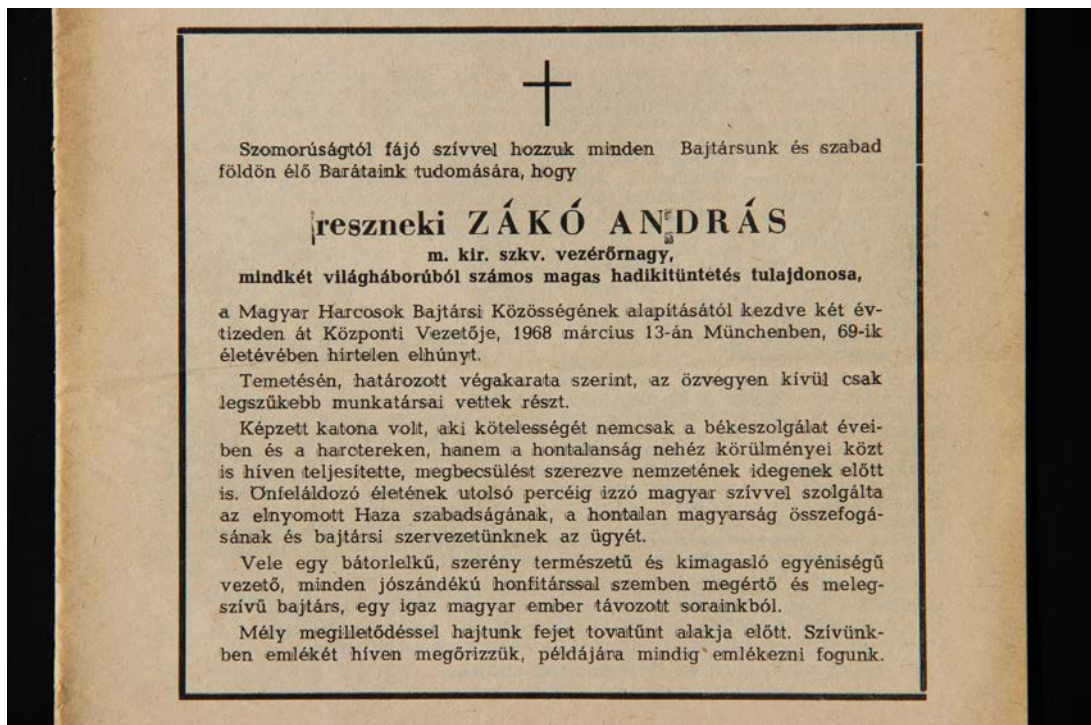 Szomorúságtól fájó szívvel hozzuk minden Bajtársunk és szabad
földön élő Barátaink tudomására, hogy
reszneki ZÁKÓ ANDRÁS
m. kir. szkv. vezérőrnagy,
mindkét világháborúból számos magas hadikitüntetés tulajdonosa,
a Magyar Harcosok Bajtársi Közösségének alapításától kezdve két év-
tizeden át Központi Vezetője, 1968 március 13-án Münchenben, 69-ik
életévében hirtelen elhúnyt.
Temetésén, határozott végakarata szerint, az özvegyen kívül csak
legszűkebb munkatársai vettek részt.
Képzett katona volt, aki kötelességét nemcsak a békeszolgálat évei-
ben és a harctereken, hanem a hontalanság nehéz körülményei közt
is híven teljesítette, megbecsülést szerezve nemzetének idegenek előtt
is. Önfeláldozó életének utolsó percéig izzó magyar szívvel szolgálta
az elnyomott Haza szabadságának, a hontalan magyarság összefogá-
sának és bajtársi szervezetünknek az ügyét.
Vele egy bátorlelkű, szerény természetű és kimagasló egyéniségű
vezető, minden jószándékú honfitárssal szemben megértő és meleg-
szívű bajtárs, egy igaz magyar ember távozott sorainkból.
Mély megilletődéssel hajtunk fejet tovatűnt alakja előtt. Szívünk-
ben emlékét híven megőrizzük, példájára mindig emlékezni fogunk.